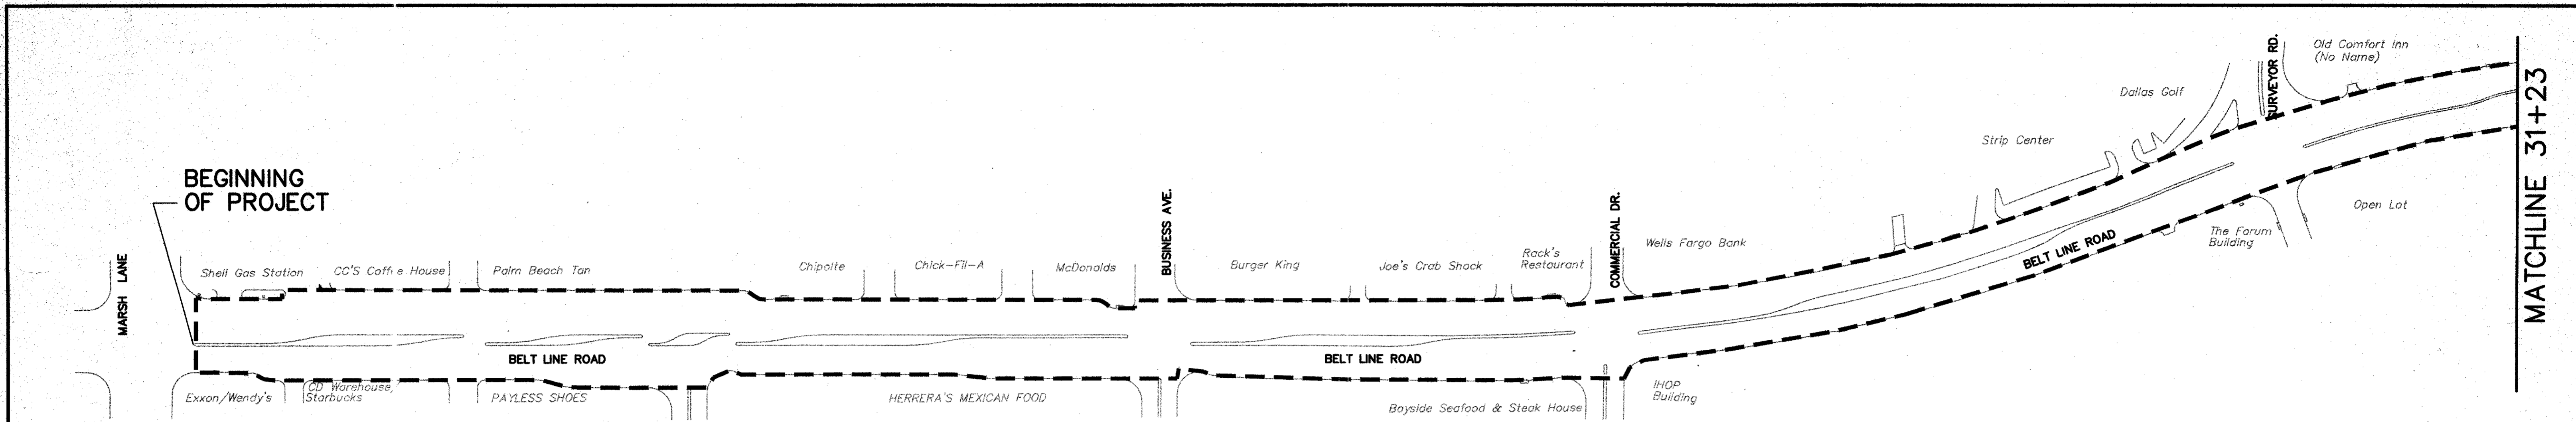 BEGINNING
OF PROJECT
MARSH LANE
Shell Gas Station
CC'S Coffee House
Palm Beach Tan
Chipolte
Chick-Fil-A
McDonalds
BUSINESS AVE.
Burger King
Joe's Crab Shack
Rack's
Restaurant
COMMERCIAL DR.
Wells Fargo Bank
Strip Center
Dallas Golf
SURVEYOR RD.
Old Comfort Inn
(No Name)
MATCHLINE 31+23
BELT LINE ROAD
BELT LINE ROAD
BELT LINE ROAD
The Forum
Building
Open Lot
Exxon/Wendy's
CD Warehouse,
Starbucks
PAYLESS SHOES
HERRERA'S MEXICAN FOOD
Bayside Seafood & Steak House
IHOP
Building